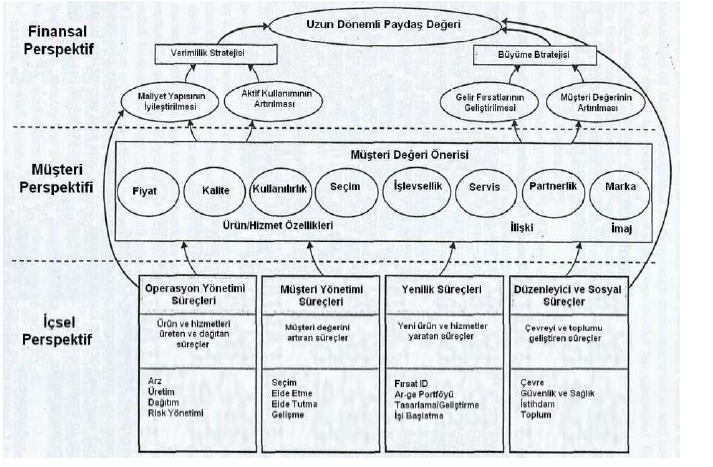 Finansal
Perspektif
Uzun Dönemli Paydaş Değeri
Verimlilik Stratejisi
Büyüme Btratejisi
Maliyet Yapısının
İyileştirilmesi
Aktif Kullanımının
Artırılması
Gelir Fırsatlarının
Geliştirilmesi
Müşteri Değerinin
Artırılması
Müşteri
Perspektifi
Müşteri Değeri Önerisi
Fiyat
Kalite
Kullanılırlık
Seçim
İşlevsellik
Servis
Partnerlik
Marka
Ürün/Hizmet Özellikleri
İlişki
İmaj
İçsel
Perspektif
Operasyon Yönetimi
Süreçleri
Ürün ve hizmetleri
üreten ve dağıtan
süreçler
Arz
Üretim
Dağıtım
Risk Yönetimi
Müşteri Yönetimi
Süreçleri
Müşteri değerini
artıran süreçler
Seçim
Elde Etme
Elde Tutma
Gelişme
Yenilik Süreçleri
Yeni ürün ve hizmetler
yaratan süreçler
Fırsat ID
Ar-ge Portföyü
Tasarlama/Geliştirme
İşi Başlatma
Düzenleyici ve Sosyal
Süreçler
Çevreyi ve toplumu
geliştiren süreçler
Çevre
Güvenlik ve Sağlık
İstihdam
Toplum